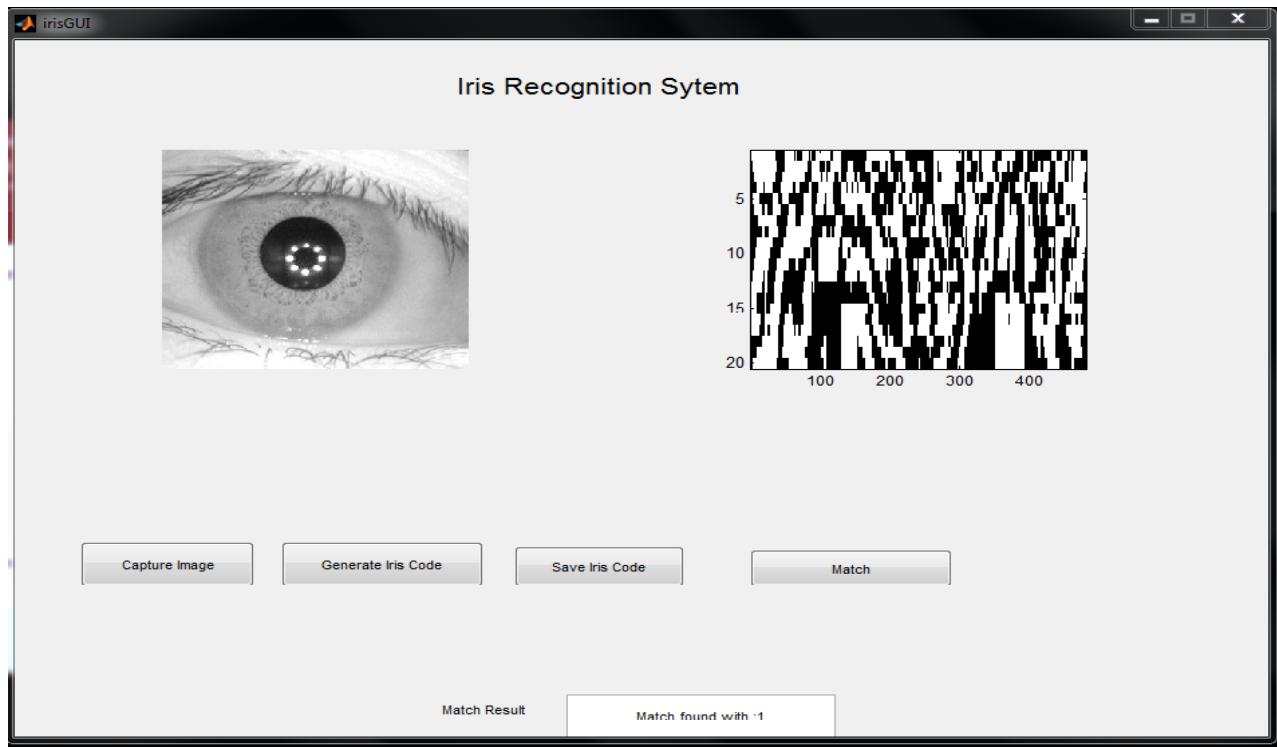 irisGUI
Iris Recognition Sytem
5
10
15
20
100 200 300 400
Capture Image Generate Iris Code Save Iris Code Match
Match Result Match found with :1